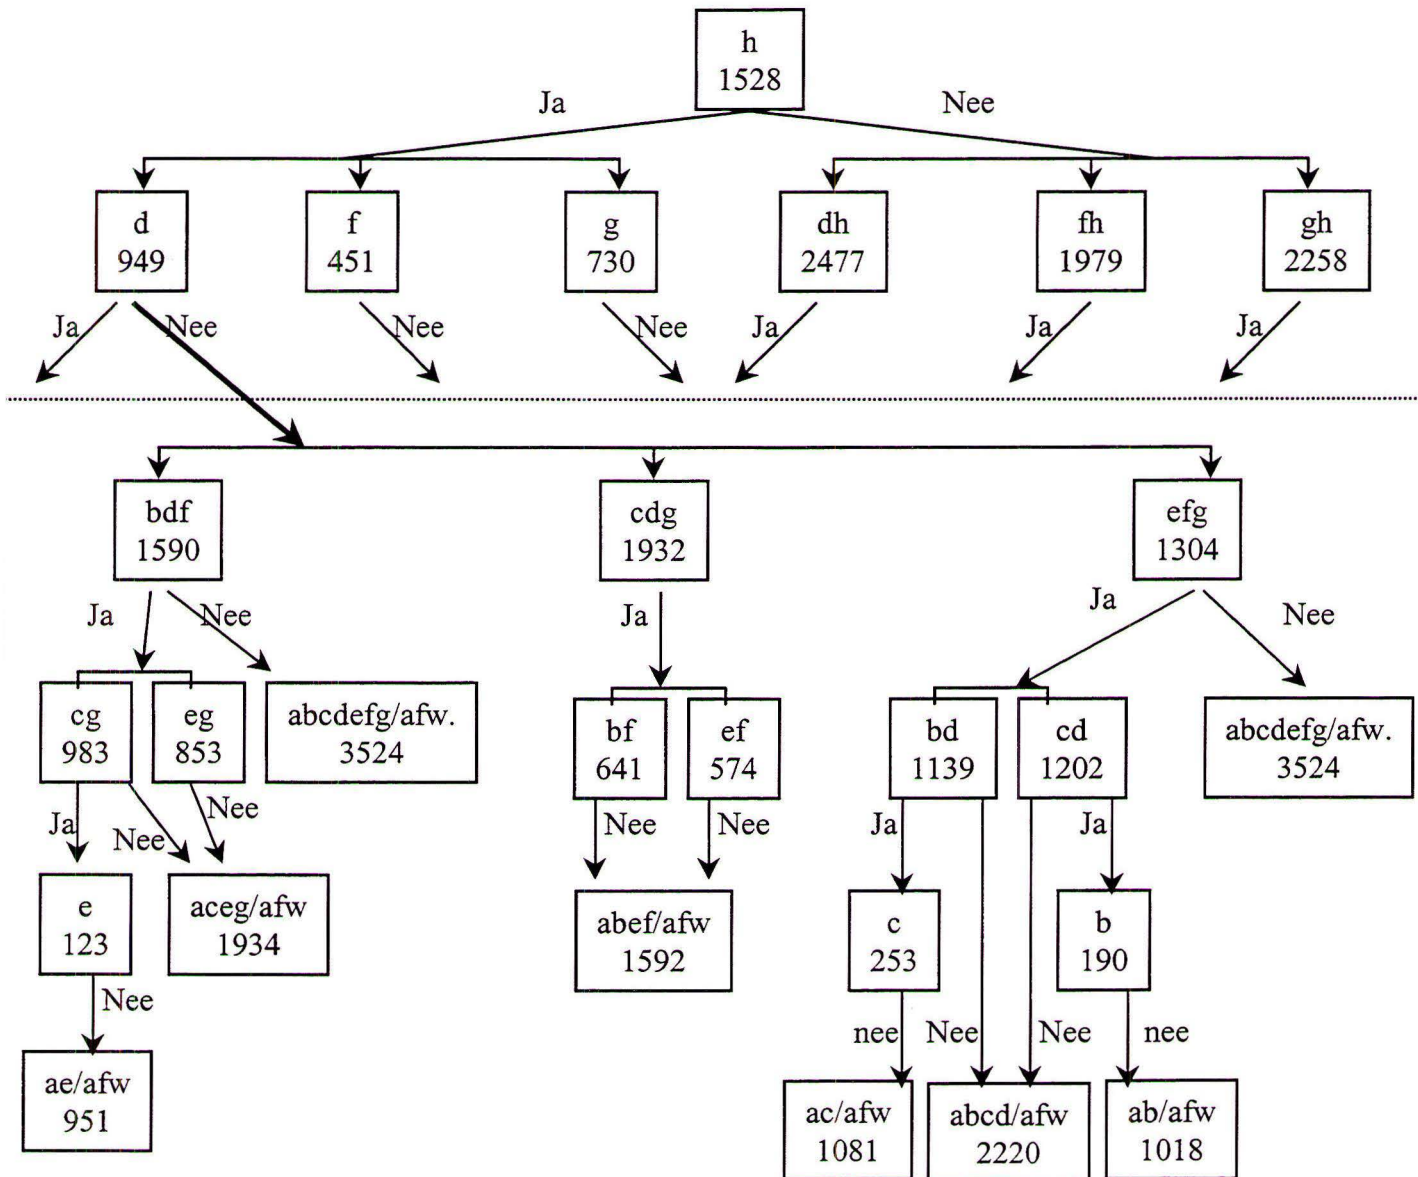 h
1528
Ja
Nee
d
949
f
451
g
730
dh
2477
fh
1979
gh
2258
Ja
Nee
Nee
Nee
Ja
Ja
Ja
bdf
1590
cdg
1932
efg
1304
Ja
Nee
Ja
Ja
Nee
cg
983
eg
853
abcdefg/afw.
3524
bf
641
ef
574
bd
1139
cd
1202
abcdefg/afw.
3524
Ja
Nee
Nee
Nee
Nee
Ja
Ja
e
123
aceg/afw
1934
abef/afw
1592
c
253
b
190
Nee
nee
Nee
Nee
nee
ae/afw
951
ac/afw
1081
abcd/afw
2220
ab/afw
1018